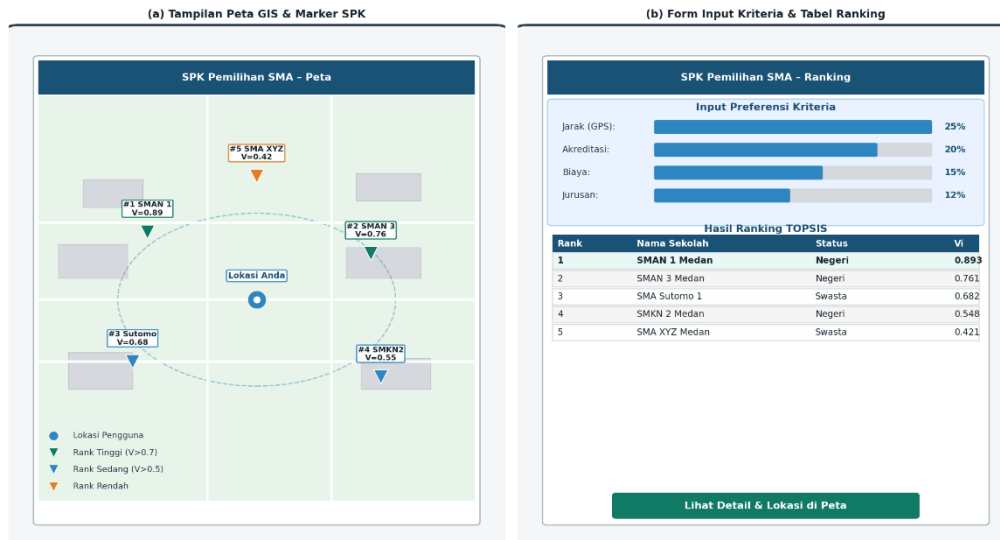 (a) Tampilan Peta GIS & Marker SPK
SPK Pemilihan SMA – Peta
#5 SMA XYZ
V=0.42
#1 SMAN 1
V=0.89
#2 SMAN 3
V=0.76
Lokasi Anda
#3 Sutomo
V=0.68
#4 SMKN2
V=0.55
Lokasi Pengguna
Rank Tinggi (V>0.7)
Rank Sedang (V>0.5)
Rank Rendah
(b) Form Input Kriteria & Tabel Ranking
SPK Pemilihan SMA – Ranking
Input Preferensi Kriteria
Jarak (GPS): 25%
Akreditasi: 20%
Biaya: 15%
Jurusan: 12%
Hasil Ranking TOPSIS
Rank Nama Sekolah Status Vi
1 SMAN 1 Medan Negeri 0.893
2 SMAN 3 Medan Negeri 0.761
3 SMA Sutomo 1 Swasta 0.682
4 SMKN 2 Medan Negeri 0.548
5 SMA XYZ Medan Swasta 0.421
Lihat Detail & Lokasi di Peta